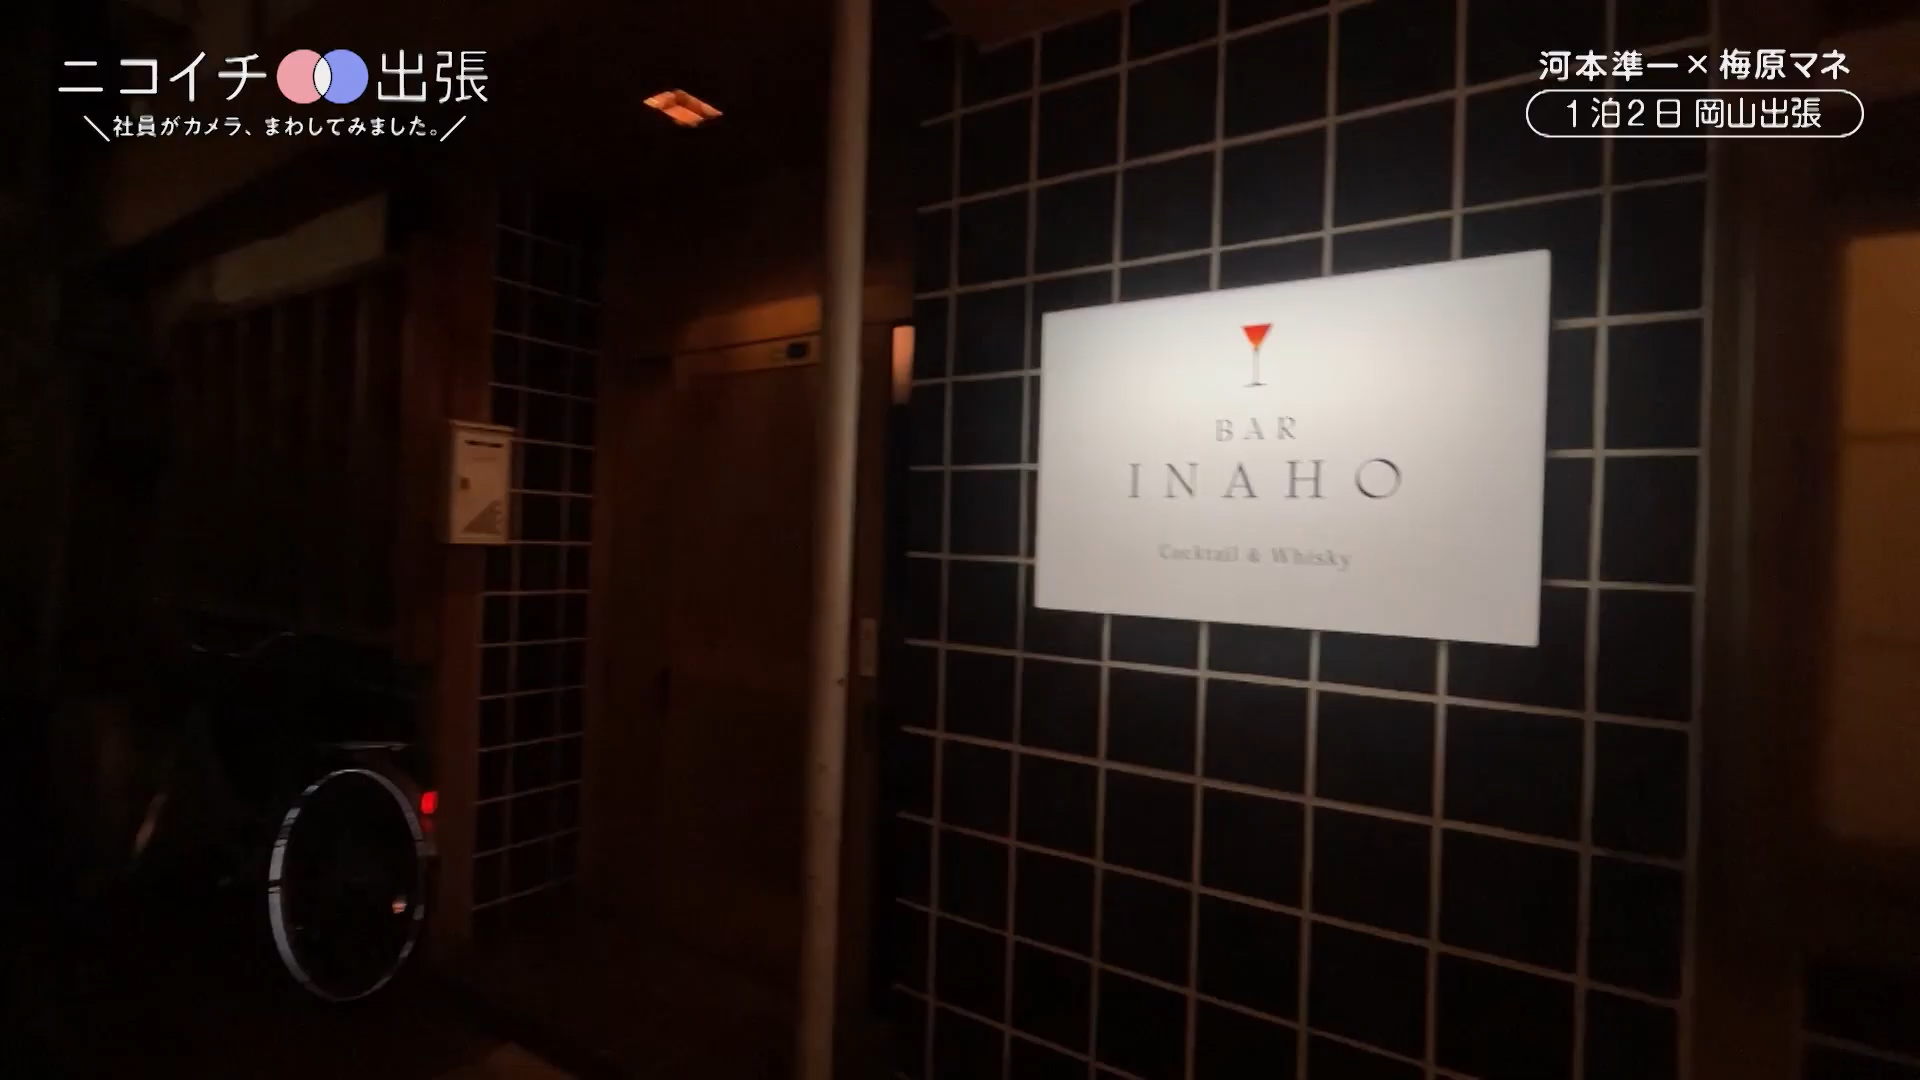 ニコイチ出張
＼社員がカメラ、まわしてみました。／
河本準一×梅原マネ
1泊2日 岡山出張
BAR
INAHO
Cocktail & Whisky